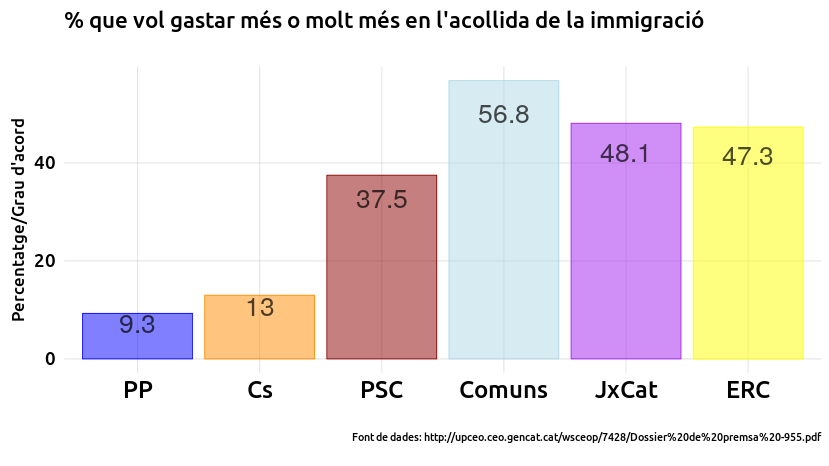 % que vol gastar més o molt més en l'acollida de la immigració
Percentatge/Grau d'acord
40
20
0
9.3
13
37.5
56.8
48.1
47.3
PP
Cs
PSC
Comuns
JxCat
ERC
Font de dades: http://upceo.ceo.gencat.cat/wsceop/7428/Dossier%20de%20premsa%20-955.pdf